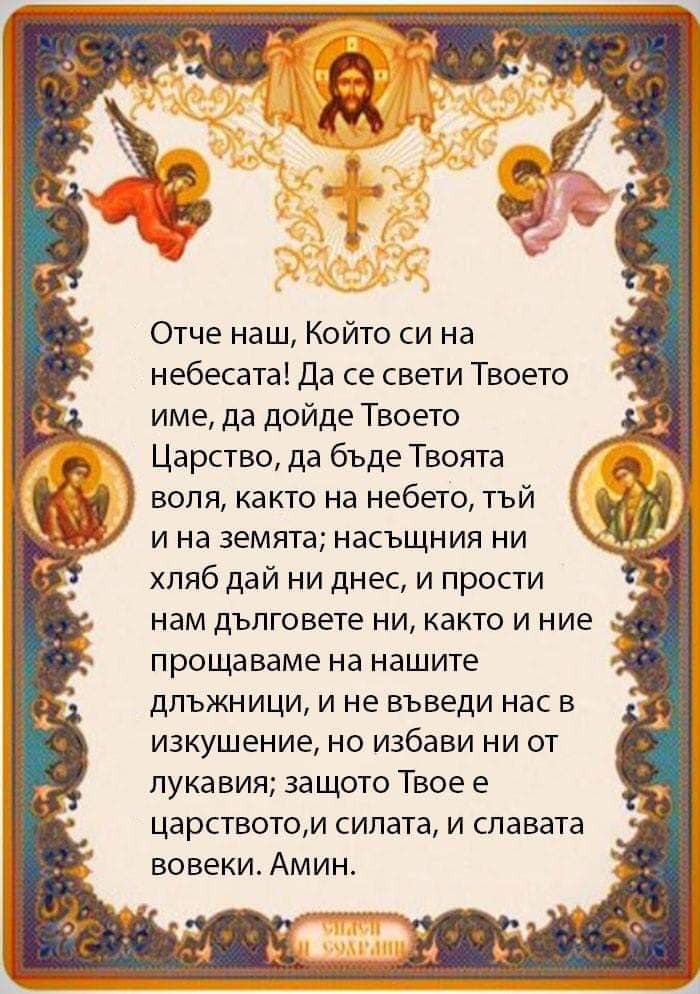 Отче наш, Който си на
небесата! Да се свети Твоето
име, да дойде Твоето
Царство, да бъде Твоята
воля, както на небето, тъй
и на земята; насъщния ни
хляб дай ни днес, и прости
нам дълговете ни, както и ние
прощаваме на нашите
длъжници, и не въведи нас в
изкушение, но избави ни от
лукавия; защото Твое е
царството,и силата, и славата
вовеки. Амин.
СПАСИ
И СОХРАНИ